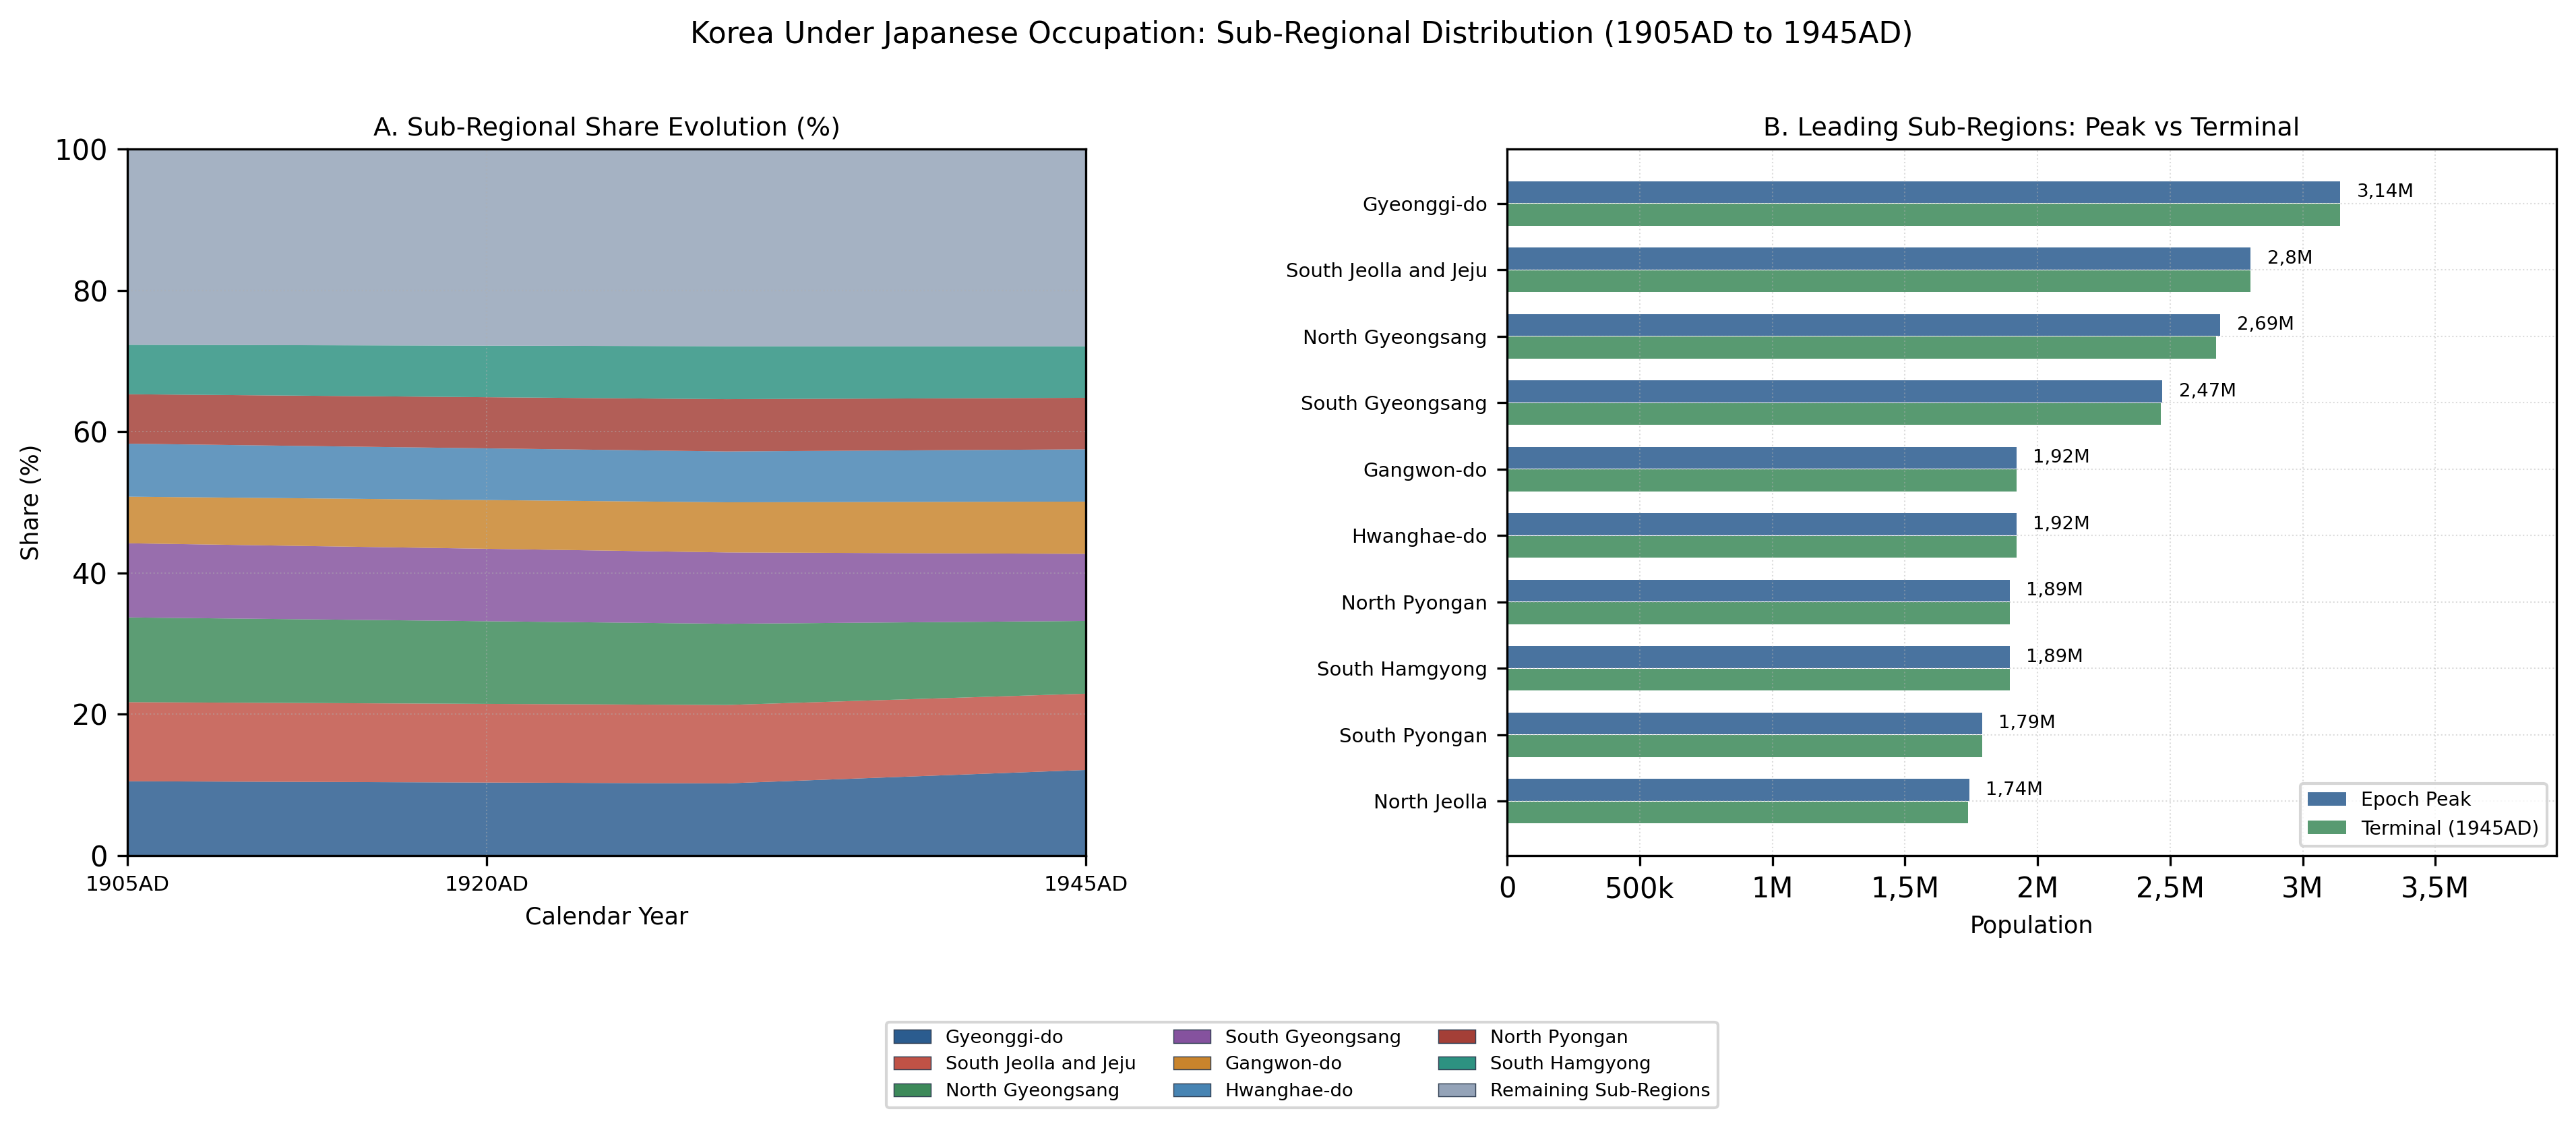 Korea Under Japanese Occupation: Sub-Regional Distribution (1905AD to 1945AD)
A. Sub-Regional Share Evolution (%)
100
80
60
40
20
0
Share (%)
1905AD
1920AD
1945AD
Calendar Year
B. Leading Sub-Regions: Peak vs Terminal
Gyeonggi-do
3,14M
South Jeolla and Jeju
2,8M
North Gyeongsang
2,69M
South Gyeongsang
2,47M
Gangwon-do
1,92M
Hwanghae-do
1,92M
North Pyongan
1,89M
South Hamgyong
1,89M
South Pyongan
1,79M
North Jeolla
1,74M
Epoch Peak
Terminal (1945AD)
0
500k
1M
1,5M
2M
2,5M
3M
3,5M
Population
Gyeonggi-do
South Jeolla and Jeju
North Gyeongsang
South Gyeongsang
Gangwon-do
Hwanghae-do
North Pyongan
South Hamgyong
Remaining Sub-Regions